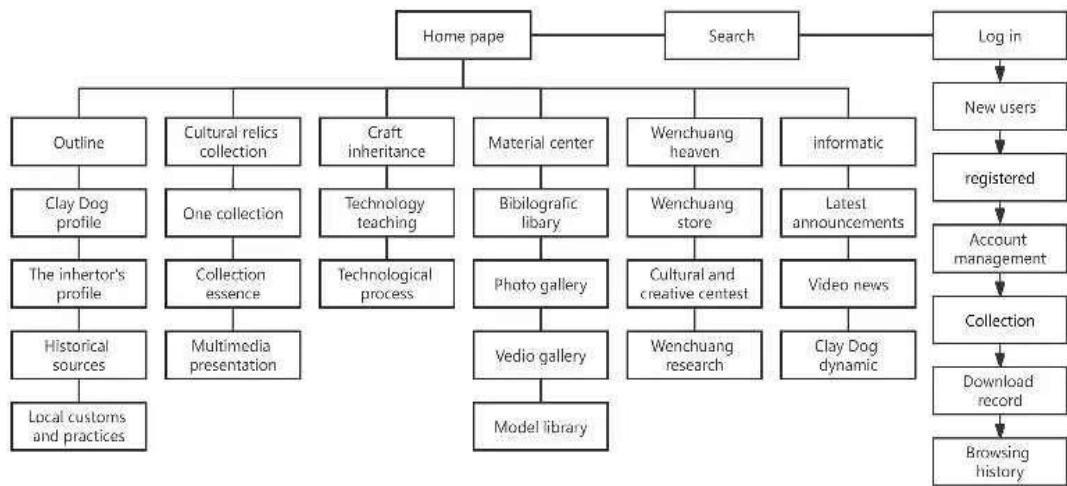 Home pape
Search
Log in
Outline
Clay Dog
profile
The inhertor's
profile
Historical
sources
Local customs
and practices
Cultural relics
collection
One collection
Collection
essence
Multimedia
presentation
Craft
inheritance
Technology
teaching
Technological
process
Material center
Bibilografic
libary
Photo gallery
Vedio gallery
Model library
Wenchuang
heaven
Wenchuang
store
Cultural and
creative centest
Wenchuang
research
informatic
Latest
announcements
Video news
Clay Dog
dynamic
New users
registered
Account
management
Collection
Download
record
Browsing
history